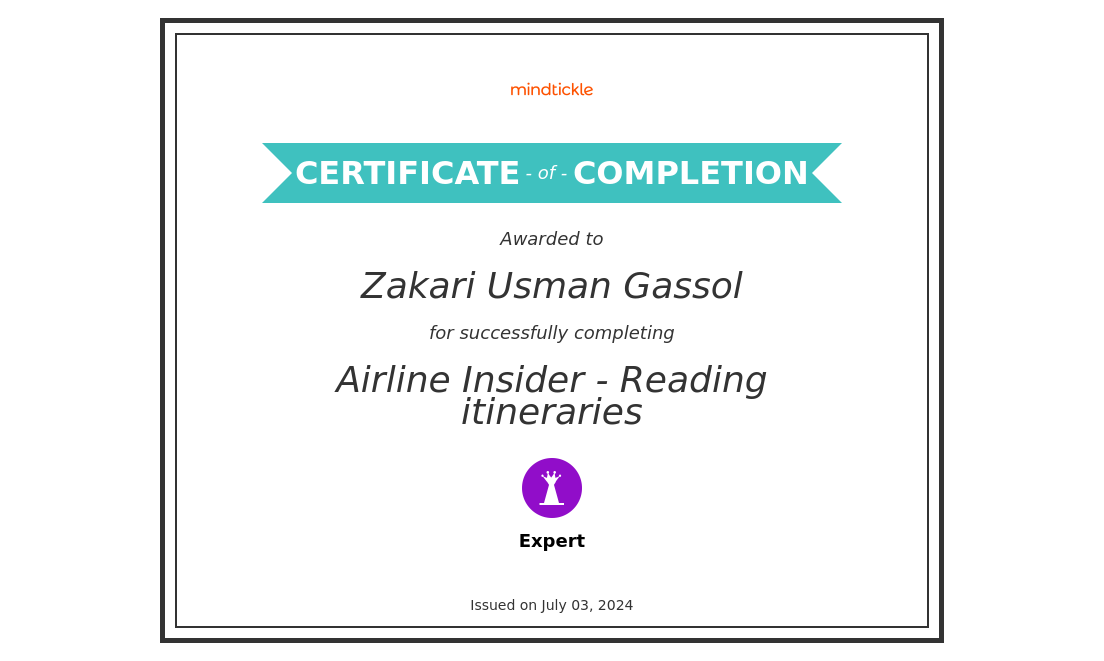 mindtickle
CERTIFICATE - of - COMPLETION
Awarded to
Zakari Usman Gassol
for successfully completing
Airline Insider - Reading
itineraries
Expert
Issued on July 03, 2024